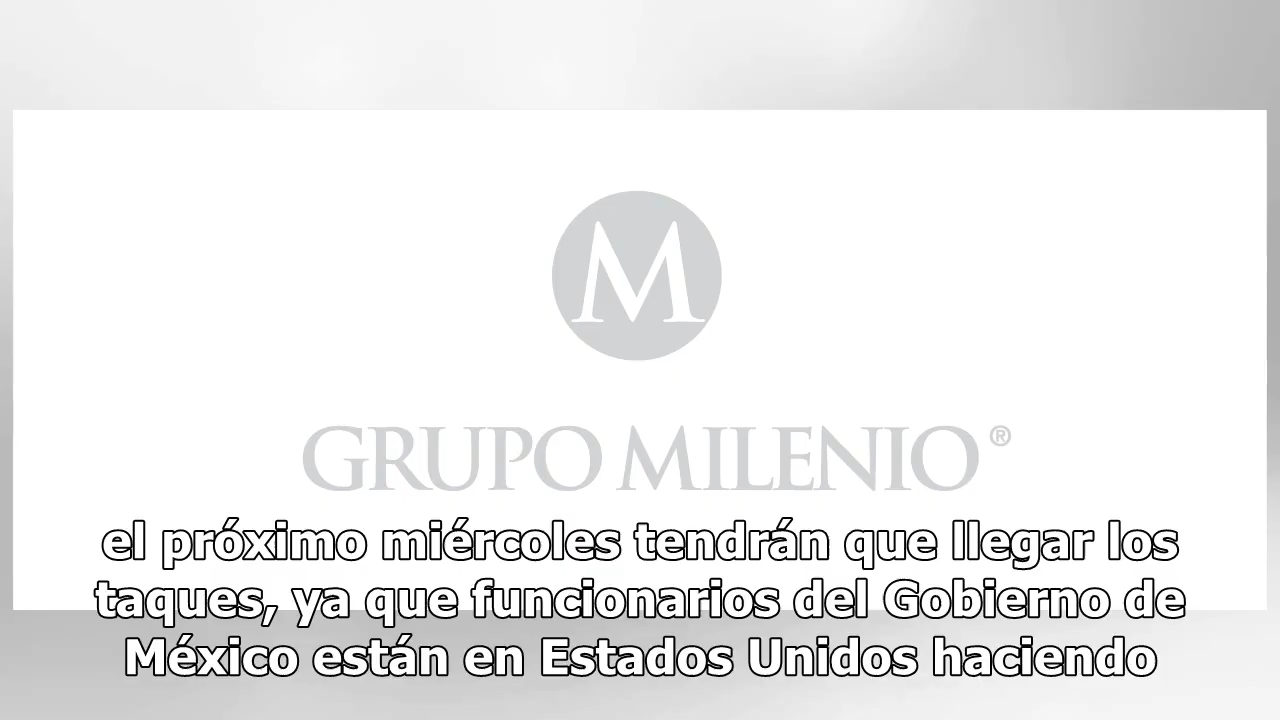 M
GRUPO MILENIO®
el próximo miércoles tendrán que llegar los
taques, ya que funcionarios del Gobierno de
México están en Estados Unidos haciendo